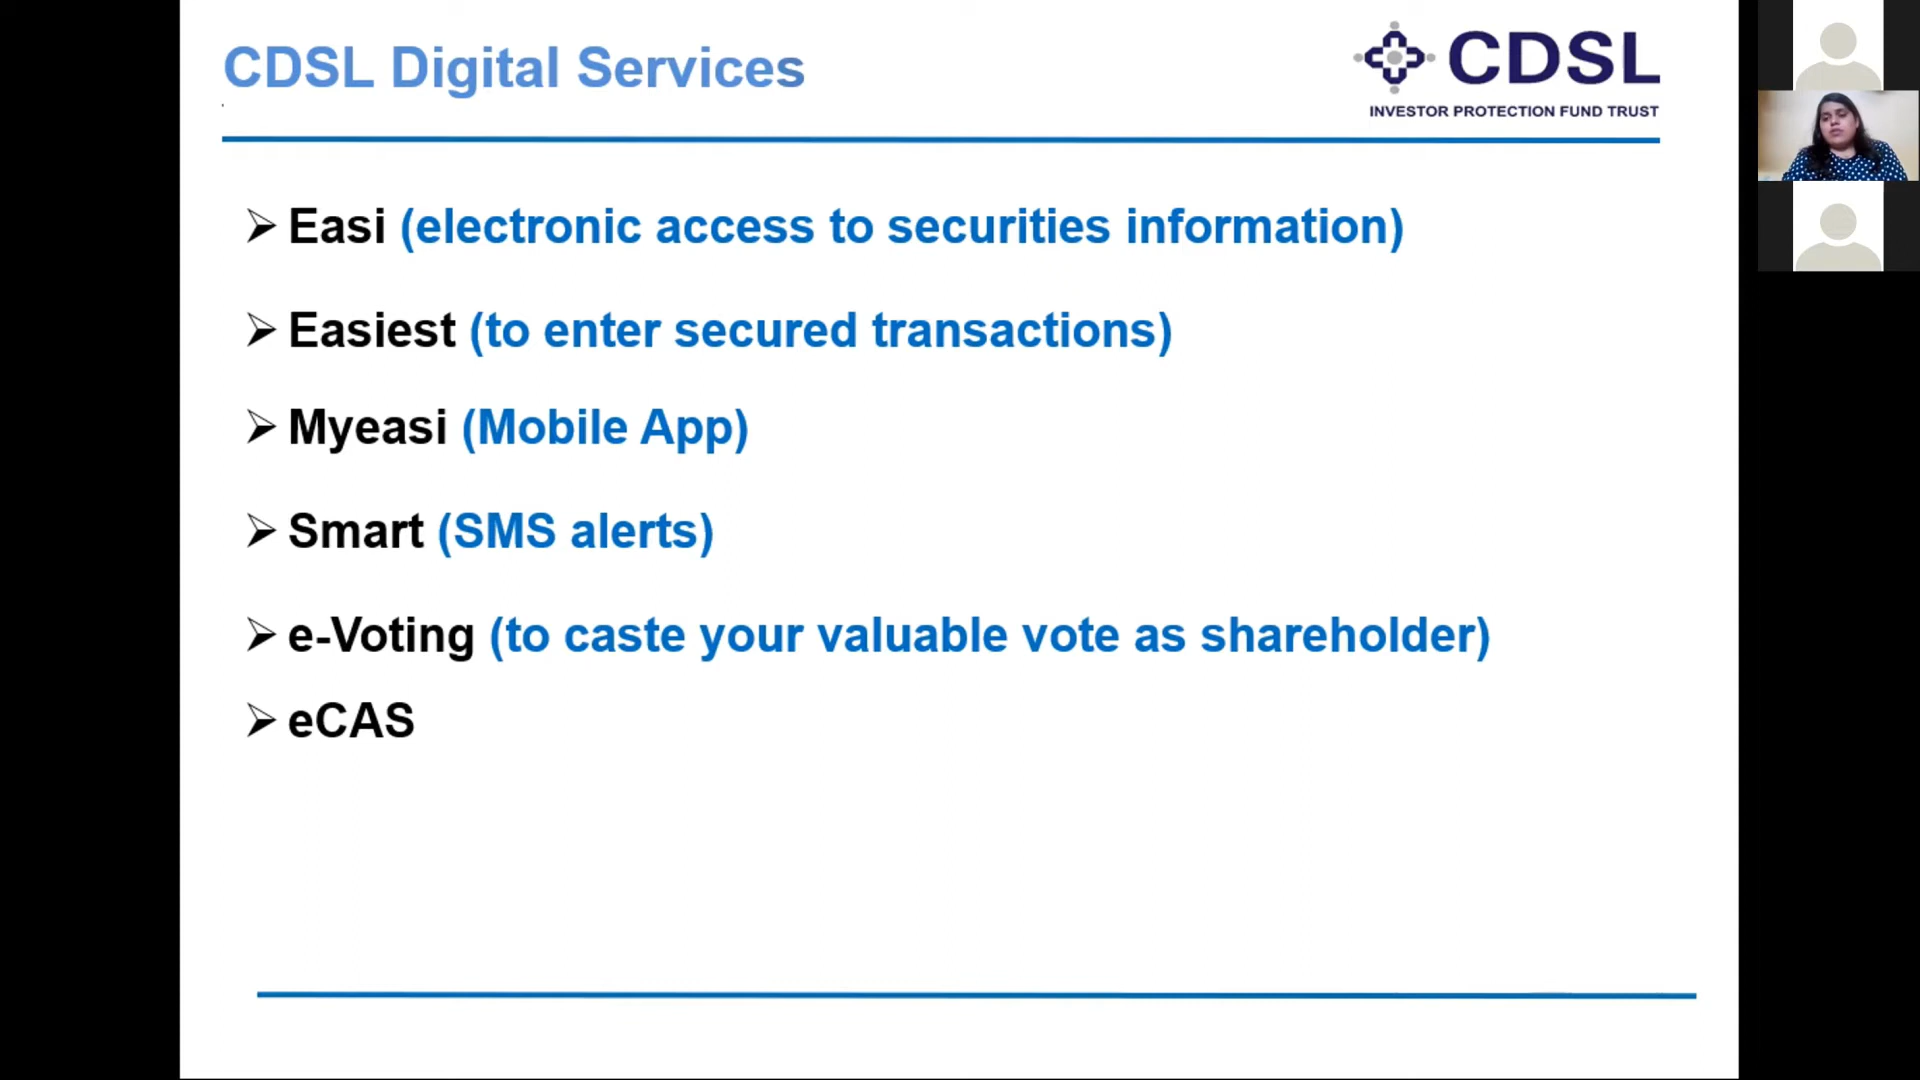 CDSL Digital Services
CDSL
INVESTOR PROTECTION FUND TRUST
Easi (electronic access to securities information)
Easiest (to enter secured transactions)
Myeasi (Mobile App)
Smart (SMS alerts)
e-Voting (to caste your valuable vote as shareholder)
eCAS